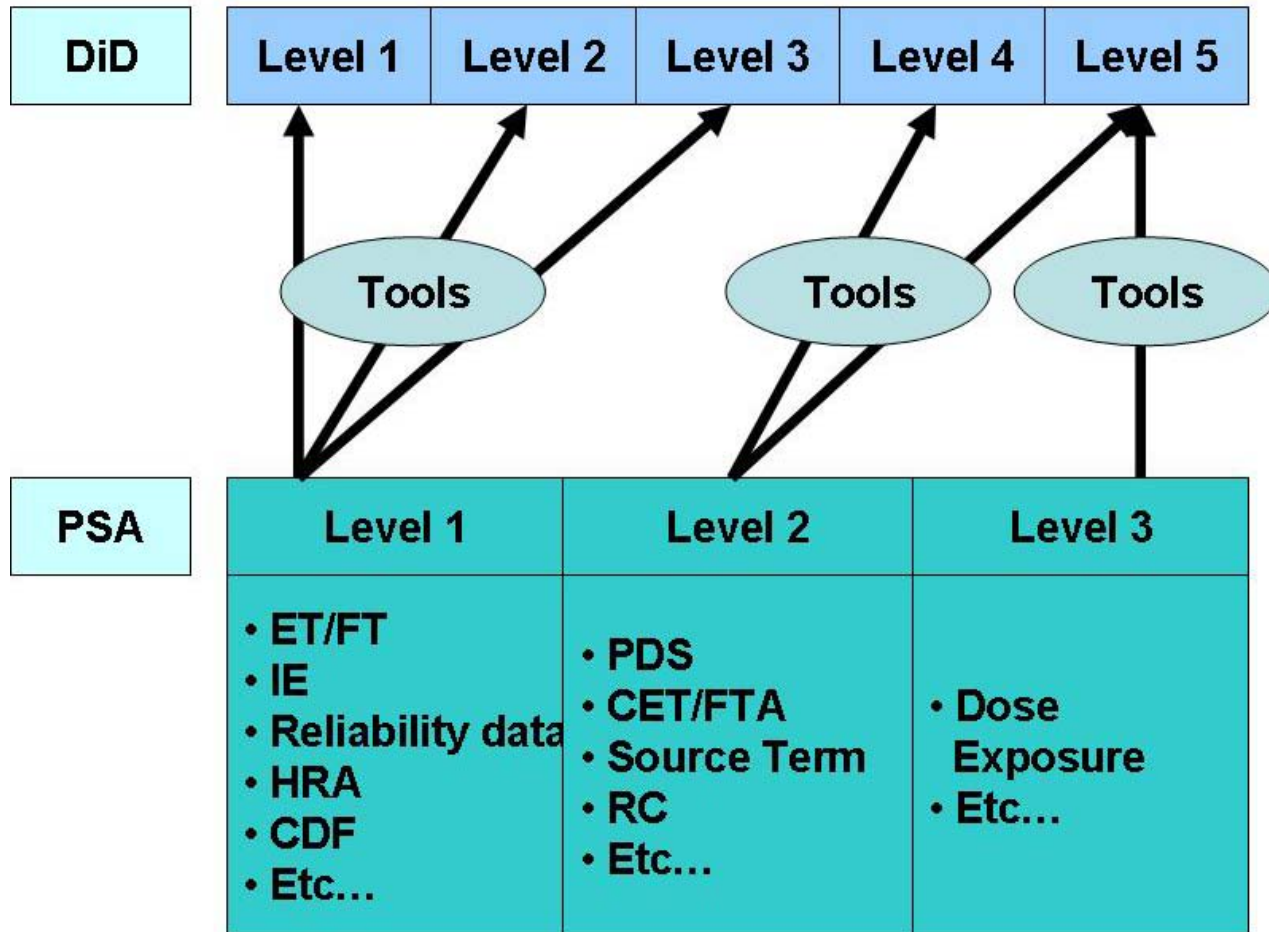 DiD
Level 1
Level 2
Level 3
Level 4
Level 5
Tools
Tools
Tools
PSA
Level 1
Level 2
Level 3
• ET/FT
• IE
• Reliability data
• HRA
• CDF
• Etc…
• PDS
• CET/FTA
• Source Term
• RC
• Etc…
• Dose
Exposure
• Etc…